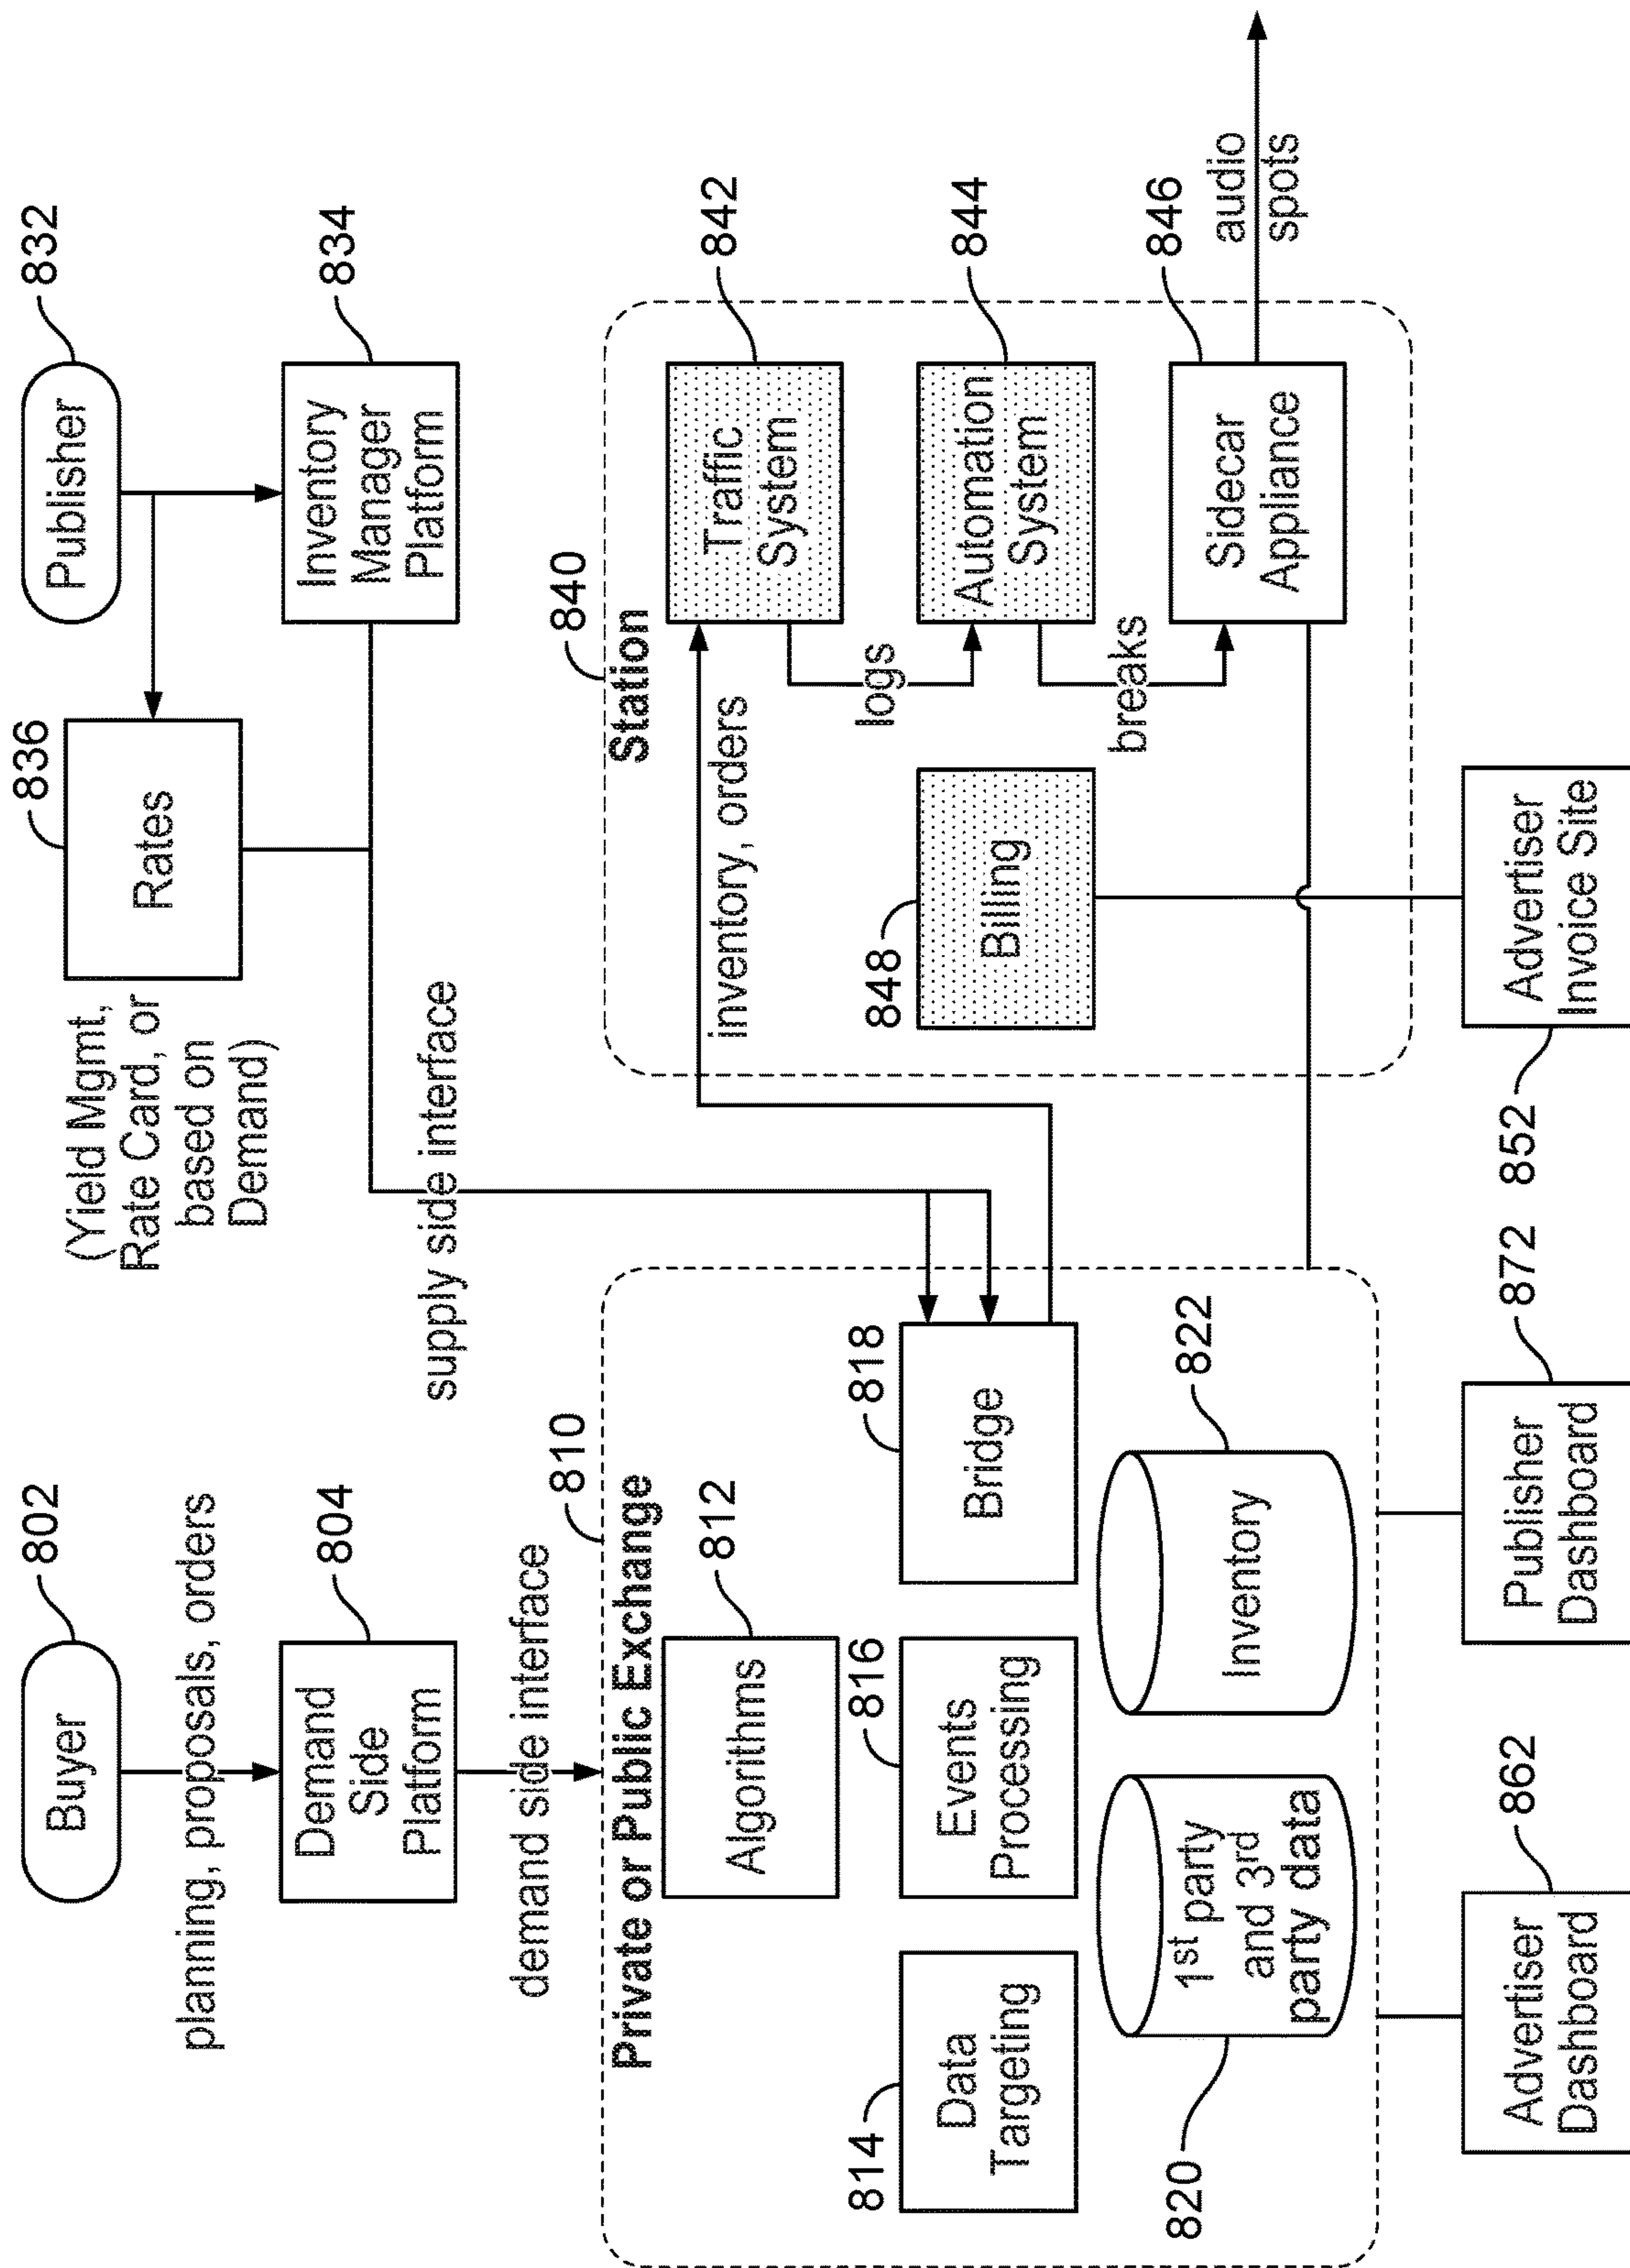 802
Buyer
planning, proposals, orders
804
Demand
Side
Platform
demand side interface
832
Publisher
836
Rates
(Yield Mgmt,
Rate Card, or
based on
Demand)
834
Inventory
Manager
Platform
supply side interface
810
Private or Public Exchange
812
Algorithms
814
Data
Targeting
816
Events
Processing
818
Bridge
820
1st party
and 3rd
party data
822
Inventory
840
Station
inventory, orders
842
Traffic
System
logs
844
Automation
System
breaks
846
Sidecar
Appliance
audio
spots
848
Billing
862
Advertiser
Dashboard
872
Publisher
Dashboard
852
Advertiser
Invoice Site